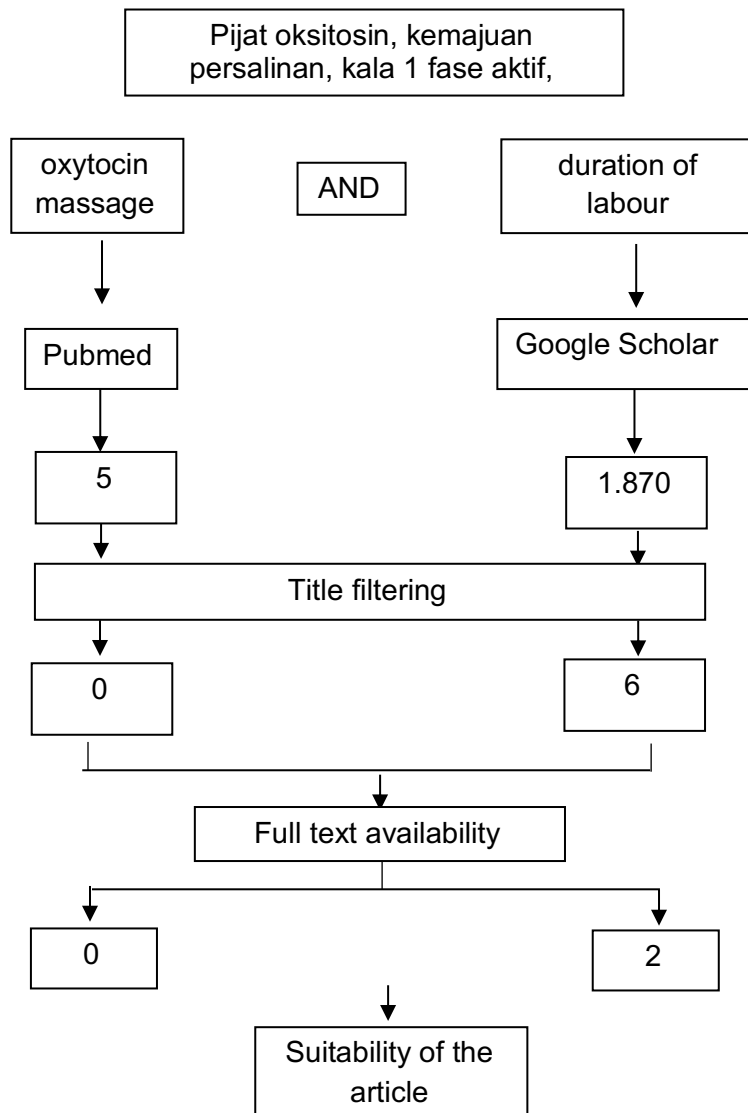 Pijat oksitosin, kemajuan
persalinan, kala 1 fase aktif,
oxytocin
massage
AND
duration of
labour
Pubmed
Google Scholar
5
1.870
Title filtering
0
6
Full text availability
0
2
Suitability of the
article